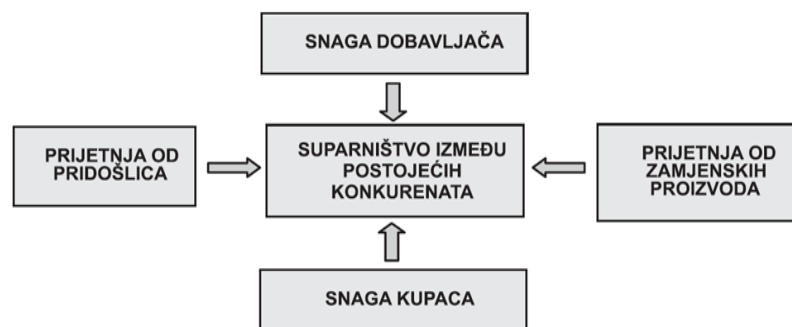 SNAGA DOBAVLJAČA
PRIJETNJA OD
PRIDOŠLICA
SUPARNIŠTVO IZMEĐU
POSTOJEĆIH
KONKURENATA
PRIJETNJA OD
ZAMJENSKIH
PROIZVODA
SNAGA KUPACA